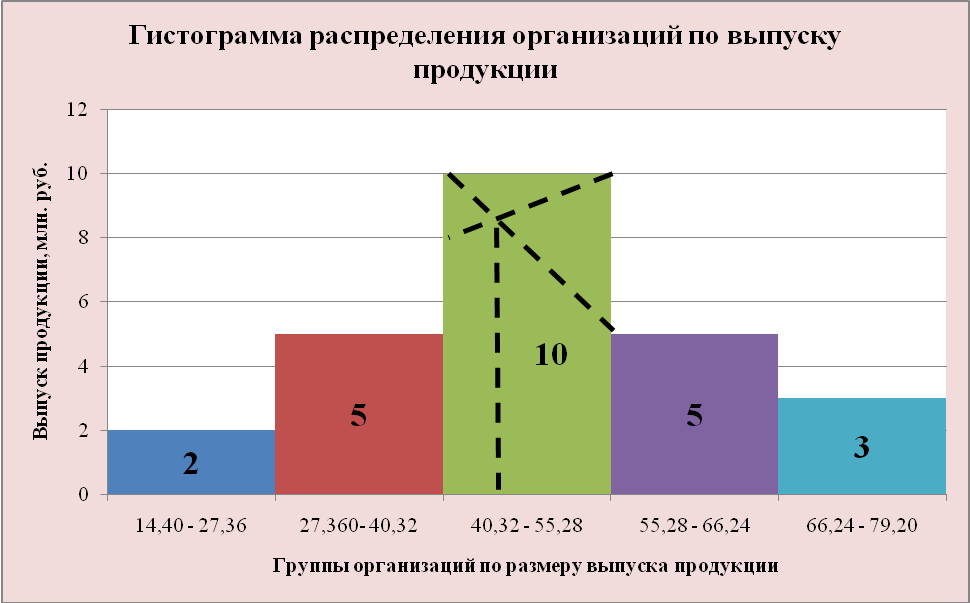 Гистограмма распределения организаций по выпуску
продукции
Выпуск продукции, млн. руб.
12
10
8
6
4
2
0
2
5
10
5
3
14,40 - 27,36
27,360-40,32
40,32 - 55,28
55,28 - 66,24
66,24 - 79,20
Группы организаций по размеру выпуска продукции